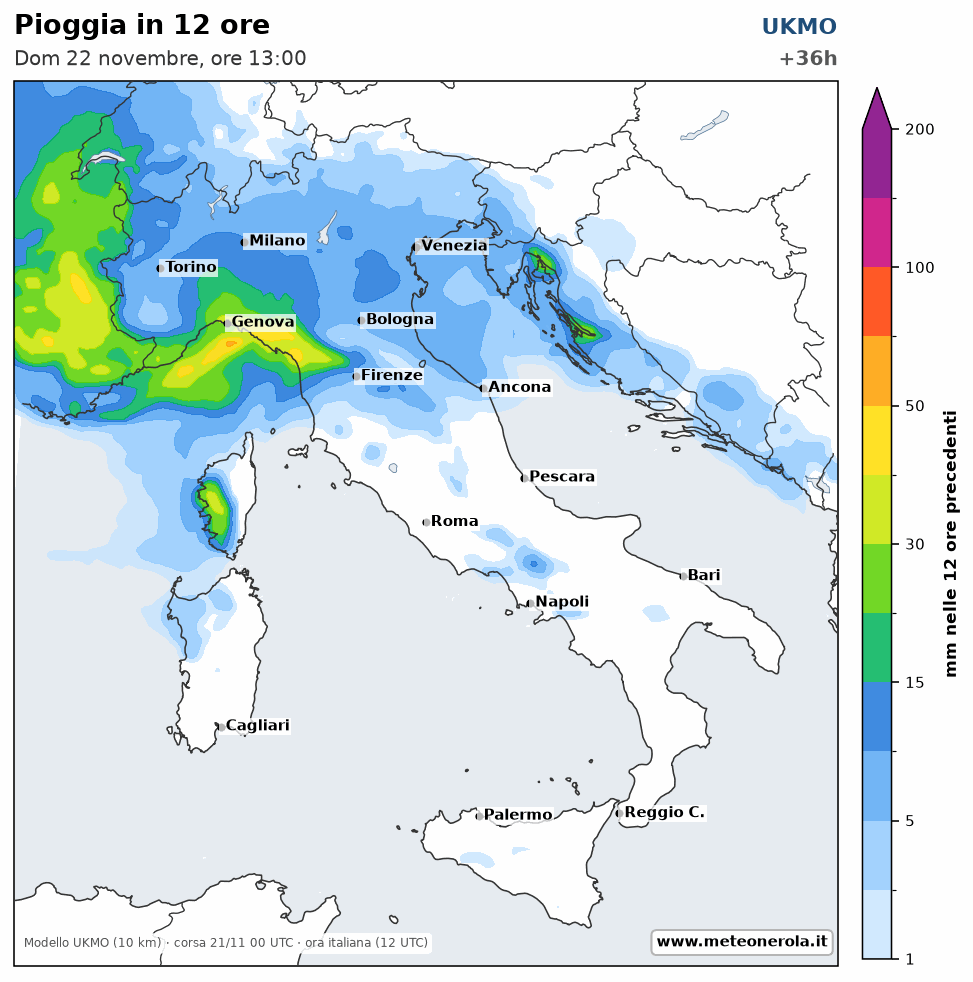 Pioggia in 12 ore
UKMO
Dom 22 novembre, ore 13:00
+36h
200
100
50
30
15
5
1
mm nelle 12 ore precedenti
Milano
Venezia
Torino
Genova
Bologna
Firenze
Ancona
Pescara
Roma
Bari
Napoli
Cagliari
Palermo
Reggio C.
Modello UKMO (10 km) · corsa 21/11 00 UTC · ora italiana (12 UTC)
www.meteonerola.it